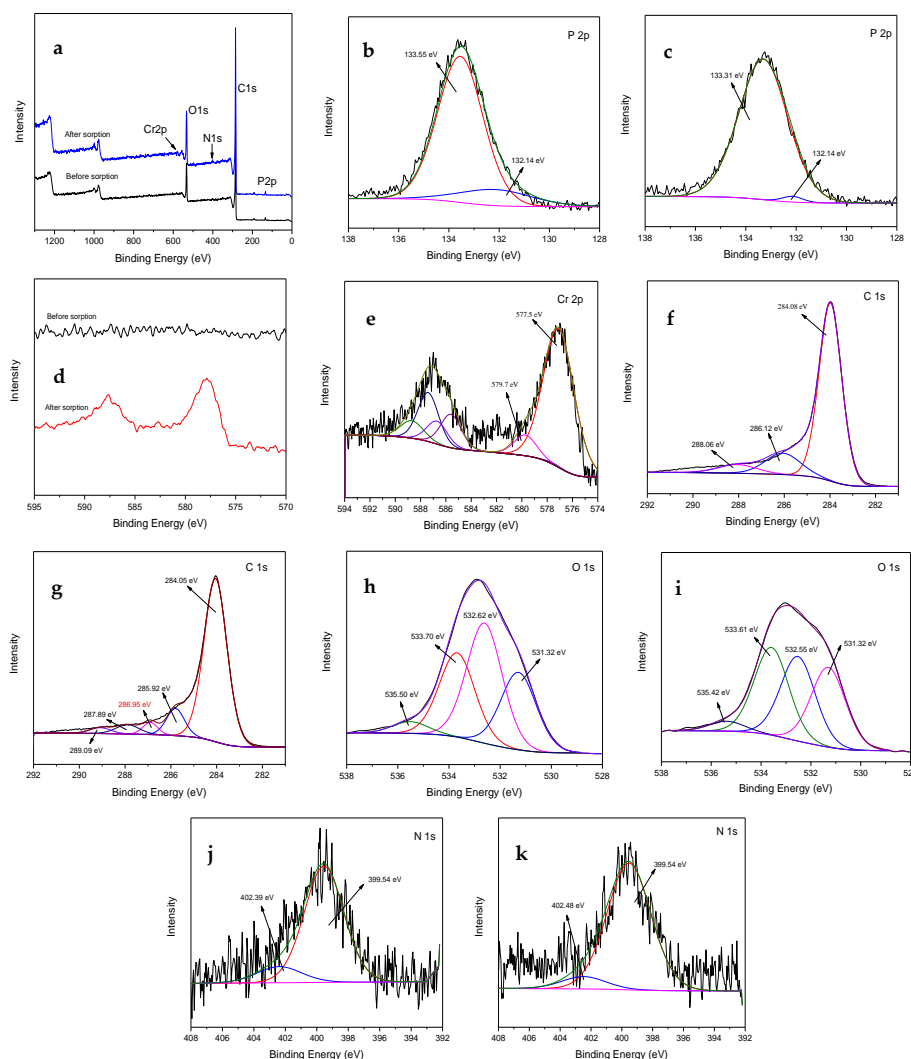 a
C1s
O1s
Cr2p
N1s
After sorption
Before sorption
P2p
Intensity
1200 1000 800 600 400 200 0
Binding Energy (eV)
b
P 2p
133.55 eV
132.14 eV
Intensity
138 136 134 132 130 128
Binding Energy (eV)
c
P 2p
133.31 eV
132.14 eV
Intensity
138 136 134 132 130 128
Binding Energy (eV)
Before sorption
d
After sorption
Intensity
595 590 585 580 575 570
Binding Energy (eV)
e
Cr 2p
577.5 eV
579.7 eV
Intensity
594 592 590 588 586 584 582 580 578 576 574
Binding Energy (eV)
f
C 1s
284.08 eV
286.12 eV
288.06 eV
Intensity
292 290 288 286 284 282
Binding Energy (eV)
g
C 1s
284.05 eV
285.92 eV
286.95 eV
287.89 eV
289.09 eV
Intensity
292 290 288 286 284 282
Binding Energy (eV)
h
O 1s
532.62 eV
533.70 eV
531.32 eV
535.50 eV
Intensity
538 536 534 532 530 528
Binding Energy (eV)
i
O 1s
533.61 eV
532.55 eV
531.32 eV
535.42 eV
Intensity
538 536 534 532 530 528
Binding Energy (eV)
j
N 1s
402.39 eV
399.54 eV
Intensity
408 406 404 402 400 398 396 394 392
Binding Energy (eV)
k
N 1s
402.48 eV
399.54 eV
Intensity
408 406 404 402 400 398 396 394 392
Binding Energy (eV)